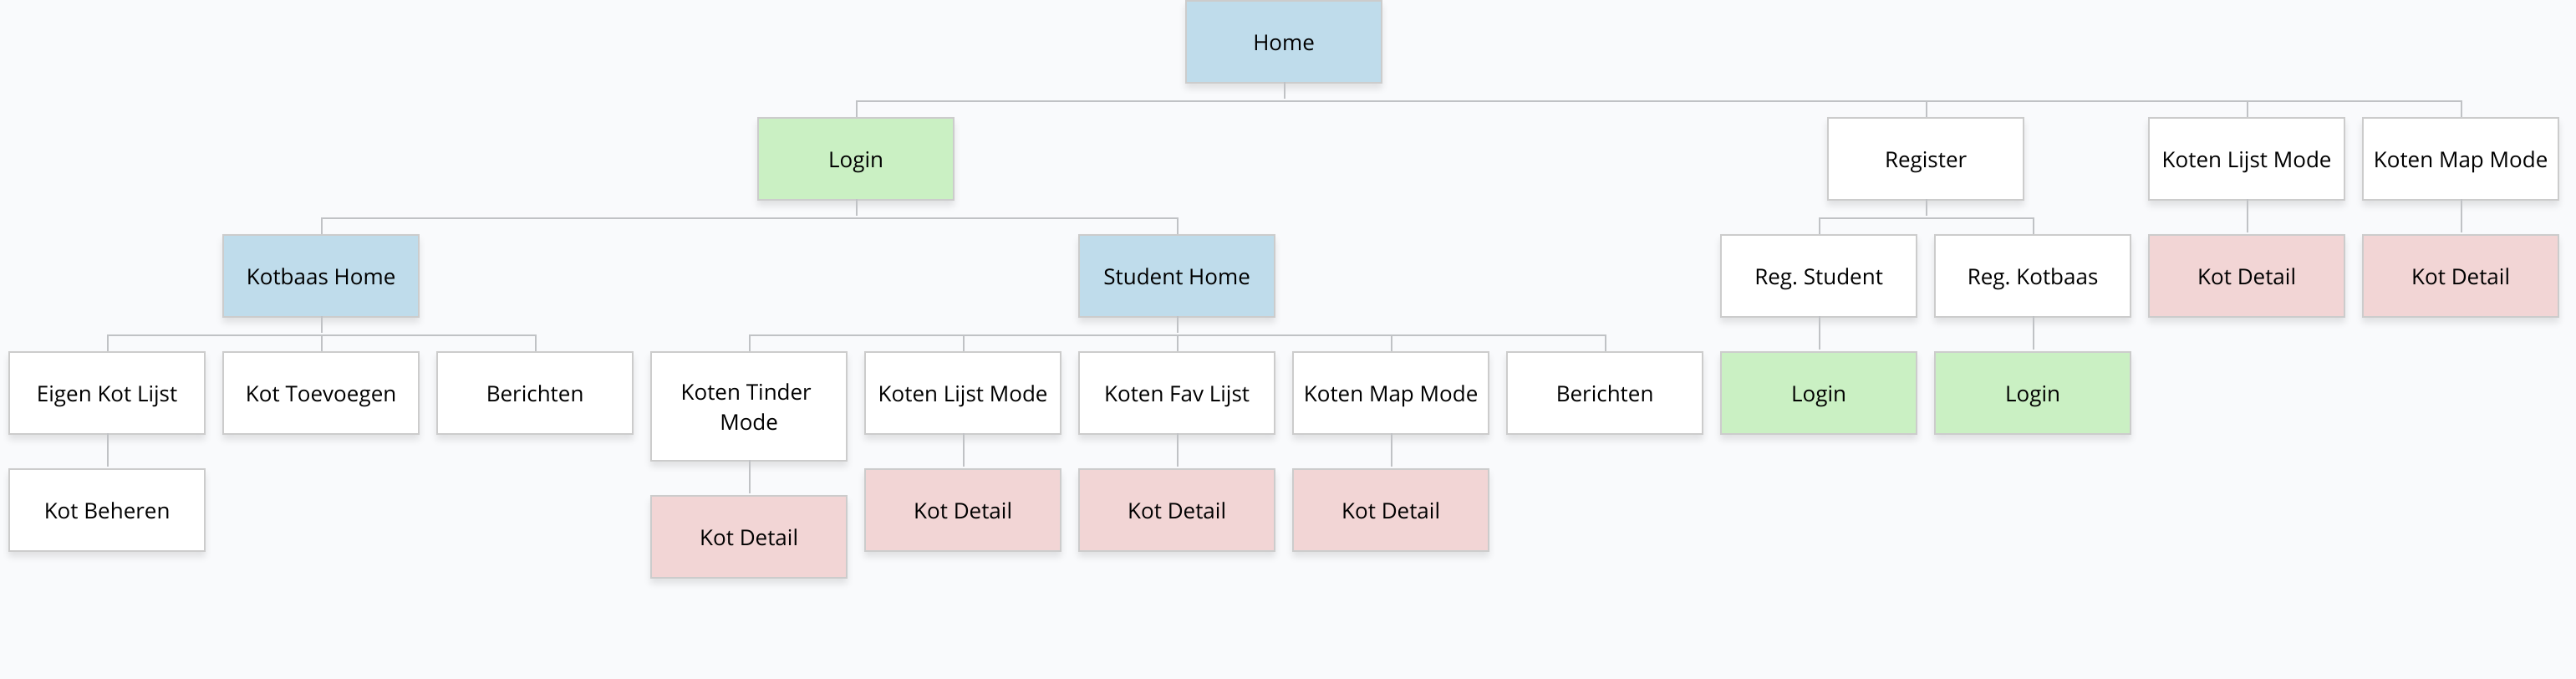 Home
Login
Register
Koten Lijst Mode
Koten Map Mode
Kotbaas Home
Student Home
Reg. Student
Reg. Kotbaas
Kot Detail
Kot Detail
Eigen Kot Lijst
Kot Toevoegen
Berichten
Koten Tinder
Mode
Koten Lijst Mode
Koten Fav Lijst
Koten Map Mode
Berichten
Login
Login
Kot Beheren
Kot Detail
Kot Detail
Kot Detail
Kot Detail